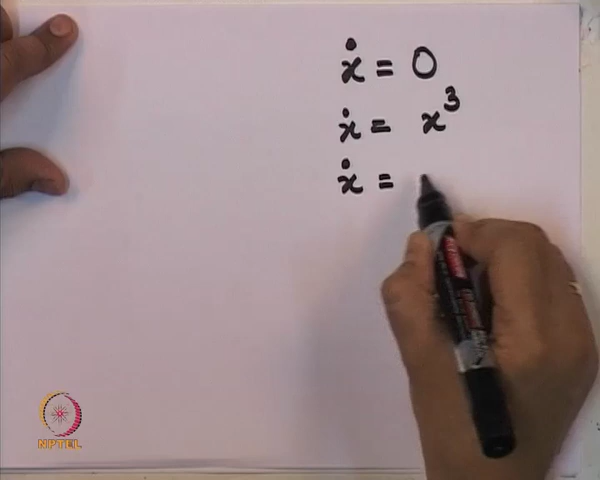 ẋ = 0
ẋ = x³
ẋ =
NPTEL